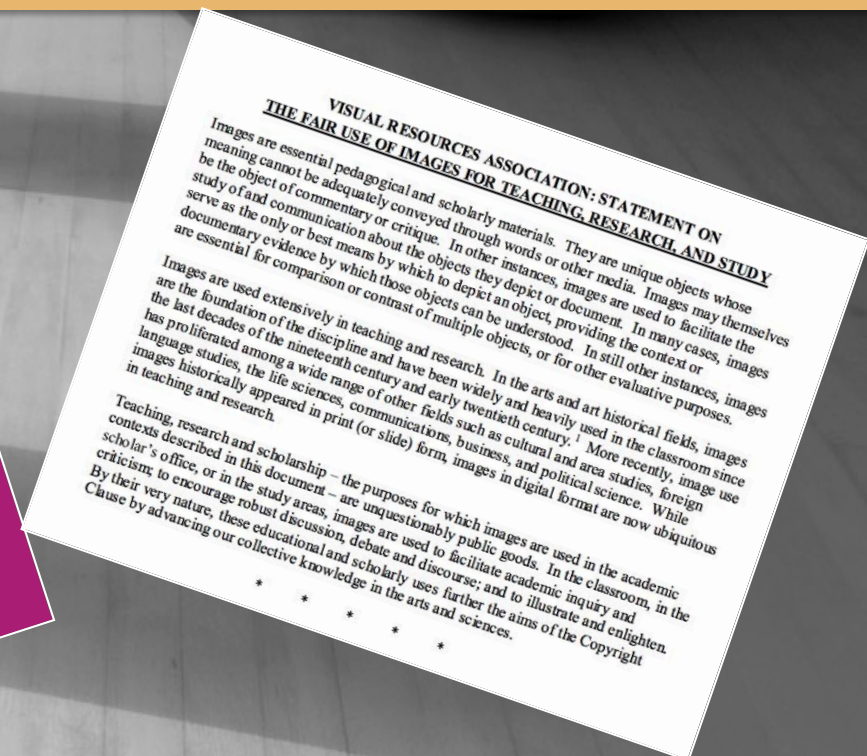 VISUAL RESOURCES ASSOCIATION: STATEMENT ON
THE FAIR USE OF IMAGES FOR TEACHING, RESEARCH, AND STUDY
Images are essential pedagogical and scholarly materials. They are unique objects whose
meaning cannot be adequately conveyed through words or other media. Images may themselves
be the object of commentary or critique. In other instances, images are used to facilitate the
study of and communication about the objects they depict or document. In many cases, images
serve as the only or best means by which to depict an object, providing the context or
documentary evidence by which those objects can be understood. In still other instances, images
are essential for comparison or contrast of multiple objects, or for other evaluative purposes.
Images are used extensively in teaching and research. In the arts and art historical fields, images
are the foundation of the discipline and have been widely and heavily used in the classroom since
the last decades of the nineteenth century and early twentieth century.1 More recently, image use
has proliferated among a wide range of other fields such as cultural and area studies, foreign
language studies, the life sciences, communications, business, and political science. While
images historically appeared in print (or slide) form, images in digital format are now ubiquitous
in teaching and research.
Teaching, research and scholarship – the purposes for which images are used in the academic
contexts described in this document – are unquestionably public goods. In the classroom, in the
scholar's office, or in the study areas, images are used to facilitate academic inquiry and
criticism; to encourage robust discussion, debate and discourse; and to illustrate and enlighten.
By their very nature, these educational and scholarly uses further the aims of the Copyright
Clause by advancing our collective knowledge in the arts and sciences.
* * * * *